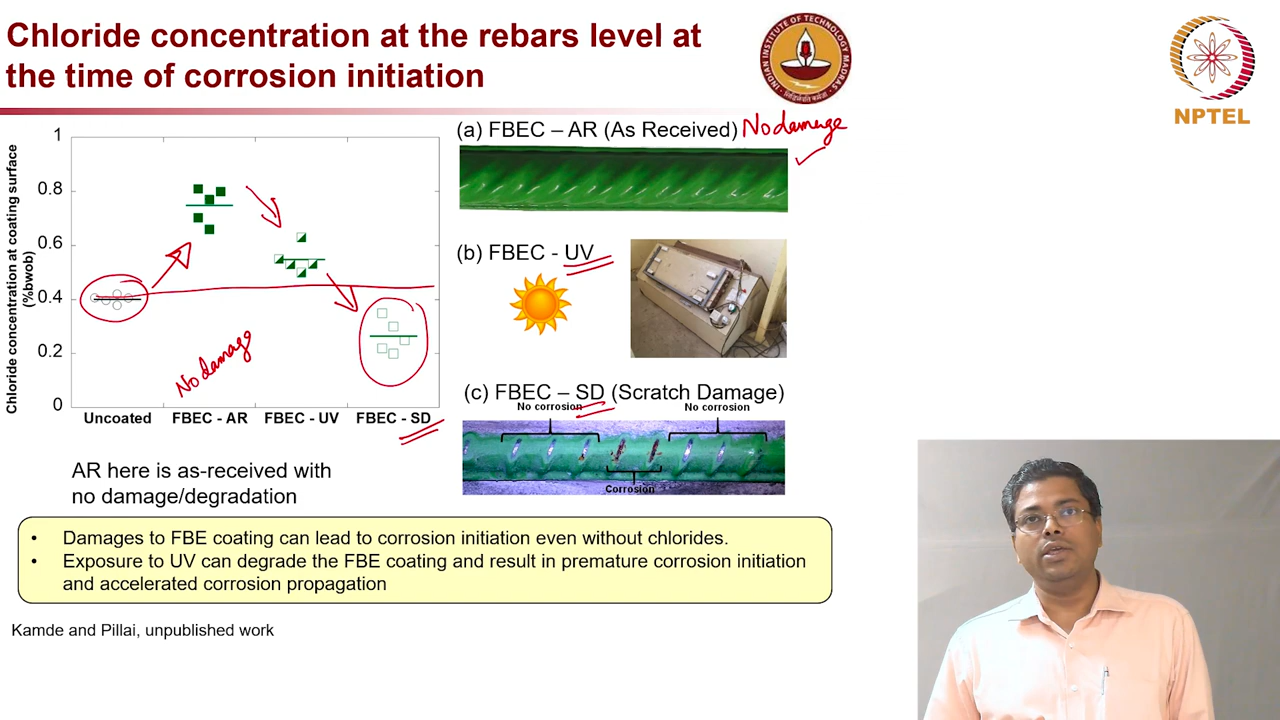 Chloride concentration at the rebars level at
the time of corrosion initiation
INDIAN INSTITUTE OF TECHNOLOGY MADRAS
NPTEL
Chloride concentration at coating surface
(%bwob)
1
0.8
0.6
0.4
0.2
0
No damage
Uncoated FBEC - AR FBEC - UV FBEC - SD
AR here is as-received with
no damage/degradation
(a) FBEC – AR (As Received) No damage
(b) FBEC - UV
(c) FBEC – SD (Scratch Damage)
No corrosion No corrosion
Corrosion
• Damages to FBE coating can lead to corrosion initiation even without chlorides.
• Exposure to UV can degrade the FBE coating and result in premature corrosion initiation
and accelerated corrosion propagation
Kamde and Pillai, unpublished work